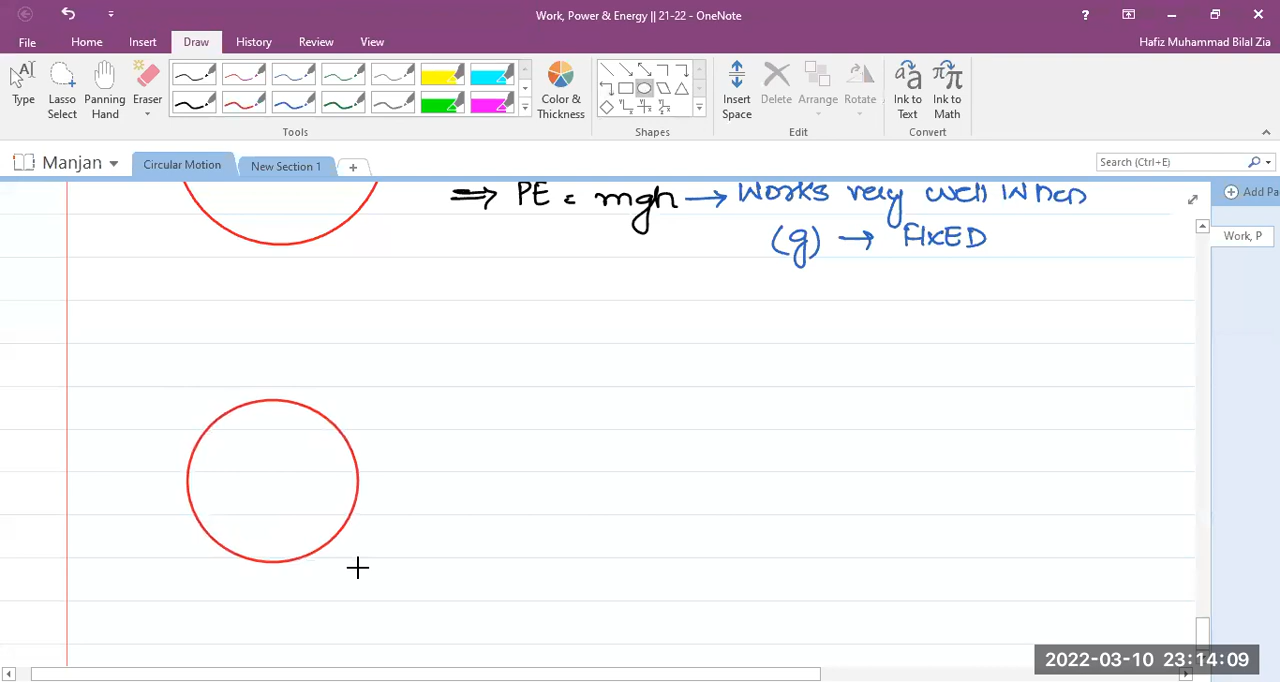 Work, Power & Energy || 21-22 - OneNote
File Home Insert Draw History Review View Hafiz Muhammad Bilal Zia
Type Lasso Select Panning Hand Eraser Color & Thickness Insert Space Delete Arrange Rotate Ink to Text Ink to Math
Tools Shapes Edit Convert
Manjan Circular Motion New Section 1 Search (Ctrl+E)
Add Pa
Work, P
⇒ PE = mgh → Works very well when
(g) → FIXED
2022-03-10 23:14:09